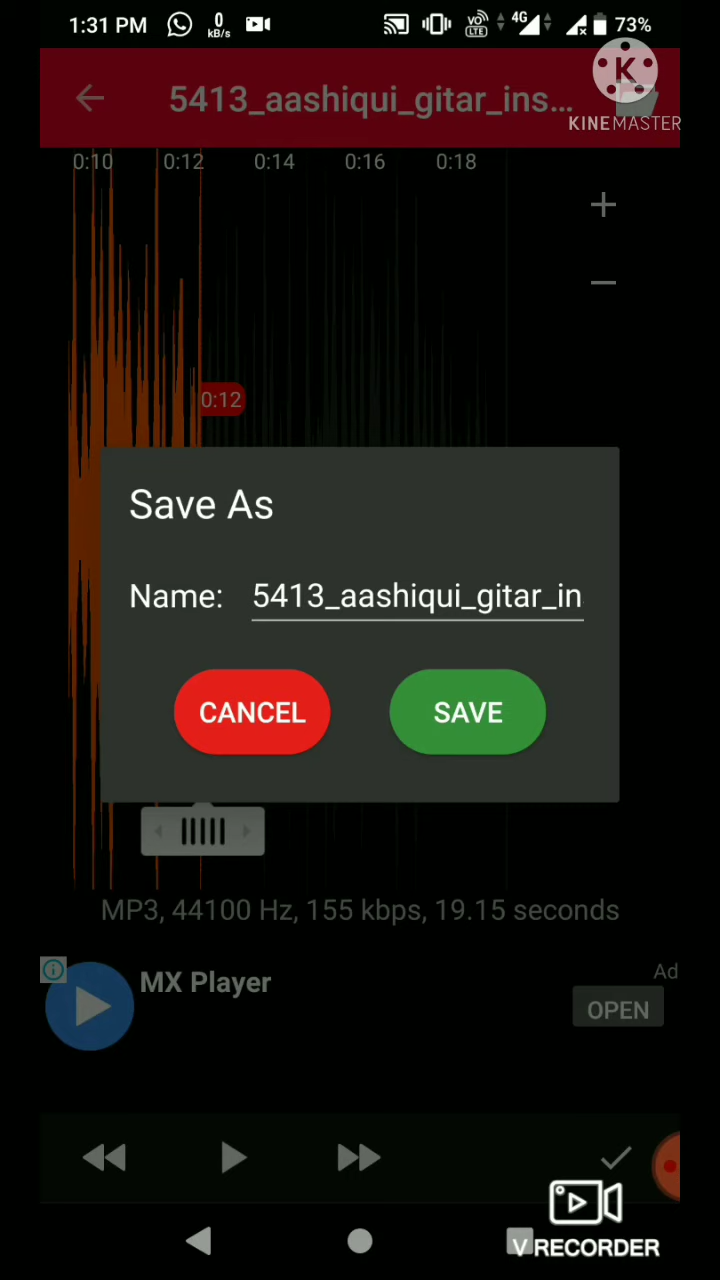 1:31 PM 0 kB/s VO LTE 4G 73%
5413_aashiqui_gitar_ins...
K
KINEMASTER
0:10 0:12 0:14 0:16 0:18
+
−
0:12
Save As
Name: 5413_aashiqui_gitar_in
CANCEL SAVE
MP3, 44100 Hz, 155 kbps, 19.15 seconds
MX Player
Ad
OPEN
V RECORDER